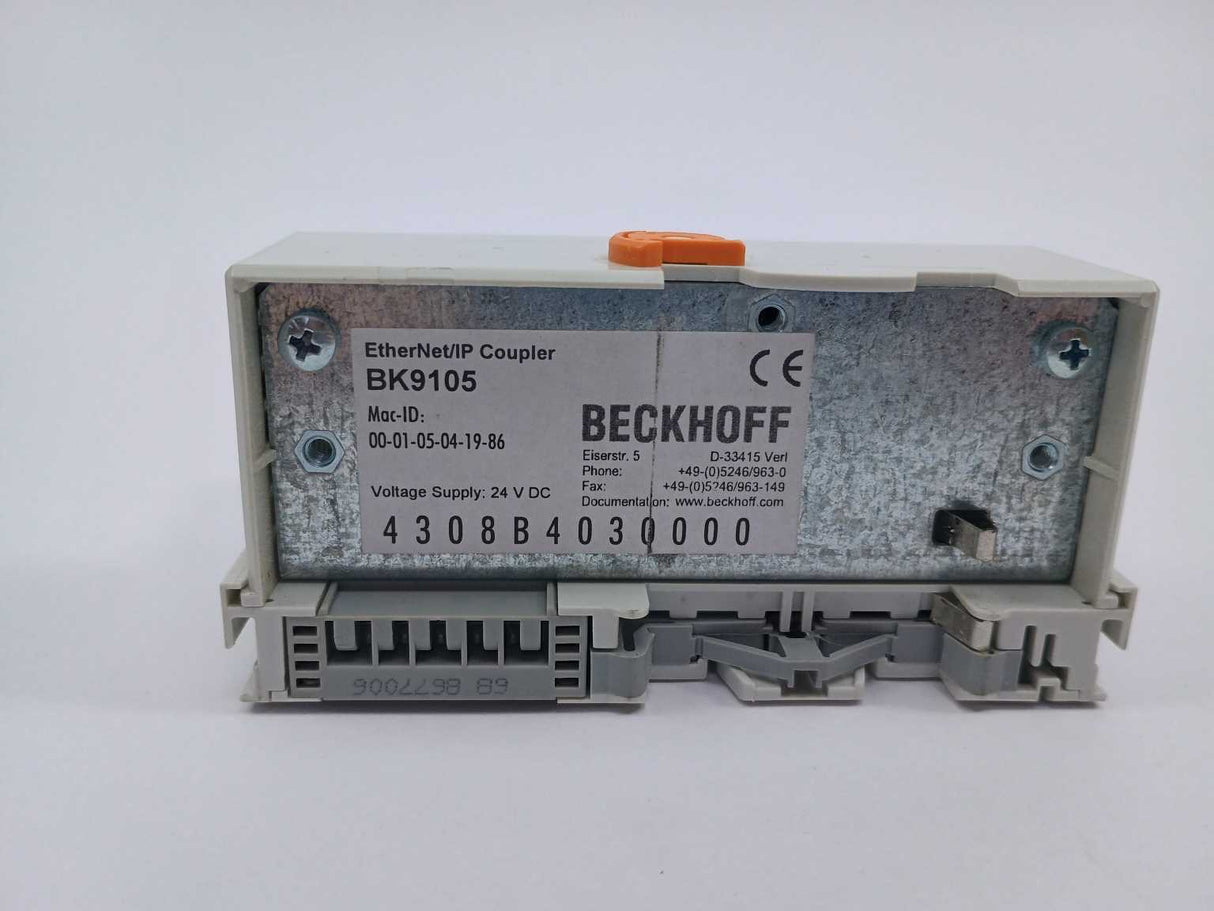 EtherNet/IP Coupler
BK9105
CE
Mac-ID:
00-01-05-04-19-86
BECKHOFF
Eiserstr. 5 D-33415 Verl
Phone: +49-(0)5246/963-0
Fax: +49-(0)5246/963-149
Documentation: www.beckhoff.com
Voltage Supply: 24 V DC
4308B4030000
68 8677006